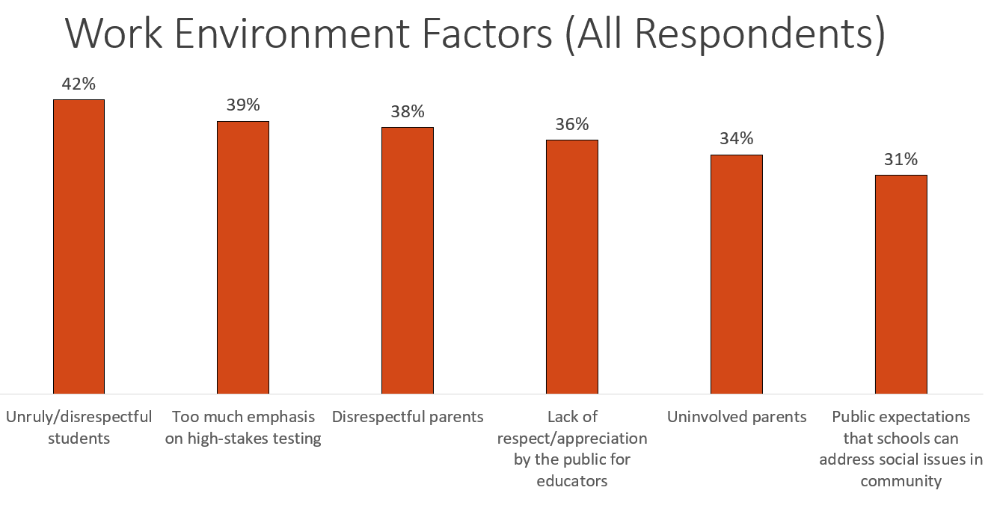 Work Environment Factors (All Respondents)
42%
39%
38%
36%
34%
31%
Unruly/disrespectful
students
Too much emphasis
on high-stakes testing
Disrespectful parents
Lack of
respect/appreciation
by the public for
educators
Uninvolved parents
Public expectations
that schools can
address social issues in
community